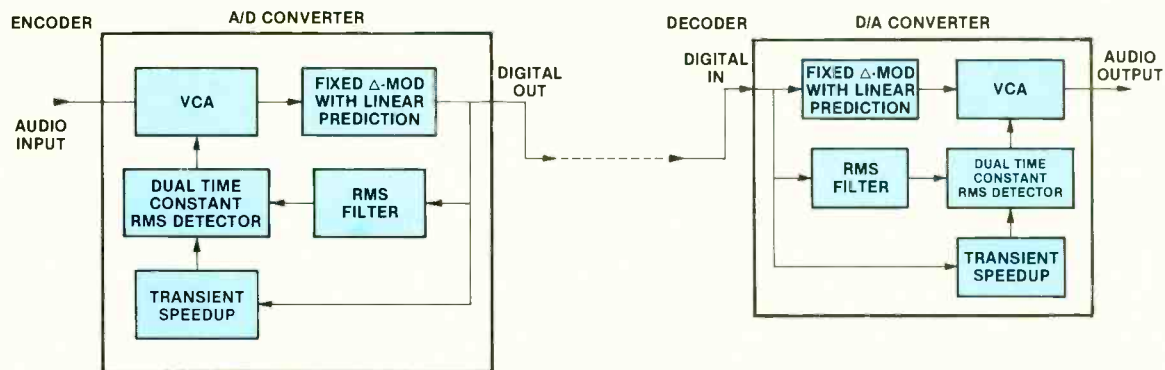 ENCODER
A/D CONVERTER
AUDIO
INPUT
VCA
FIXED Δ-MOD
WITH LINEAR
PREDICTION
DIGITAL
OUT
DUAL TIME
CONSTANT
RMS DETECTOR
RMS
FILTER
TRANSIENT
SPEEDUP
DECODER
D/A CONVERTER
DIGITAL
IN
FIXED Δ-MOD
WITH LINEAR
PREDICTION
VCA
AUDIO
OUTPUT
RMS
FILTER
DUAL TIME
CONSTANT
RMS DETECTOR
TRANSIENT
SPEEDUP